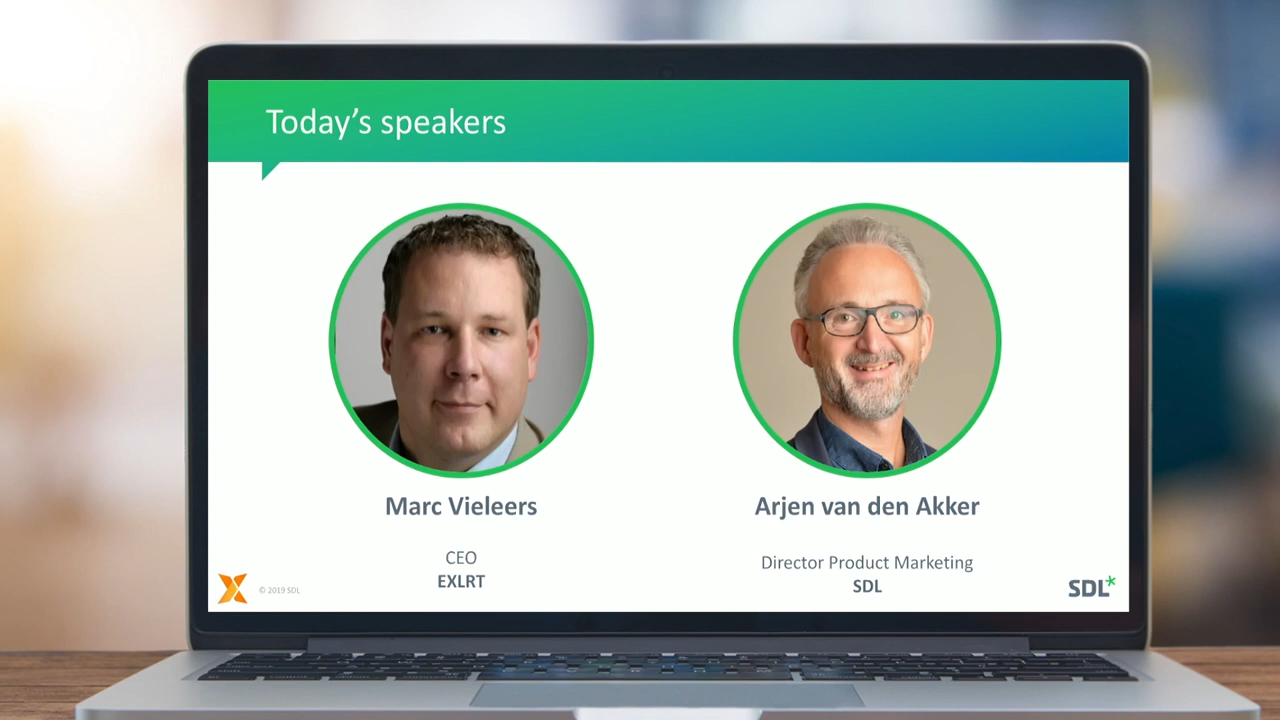 Today's speakers
Marc Vieleers
Arjen van den Akker
CEO
EXLRT
Director Product Marketing
SDL
© 2019 SDL
SDL*